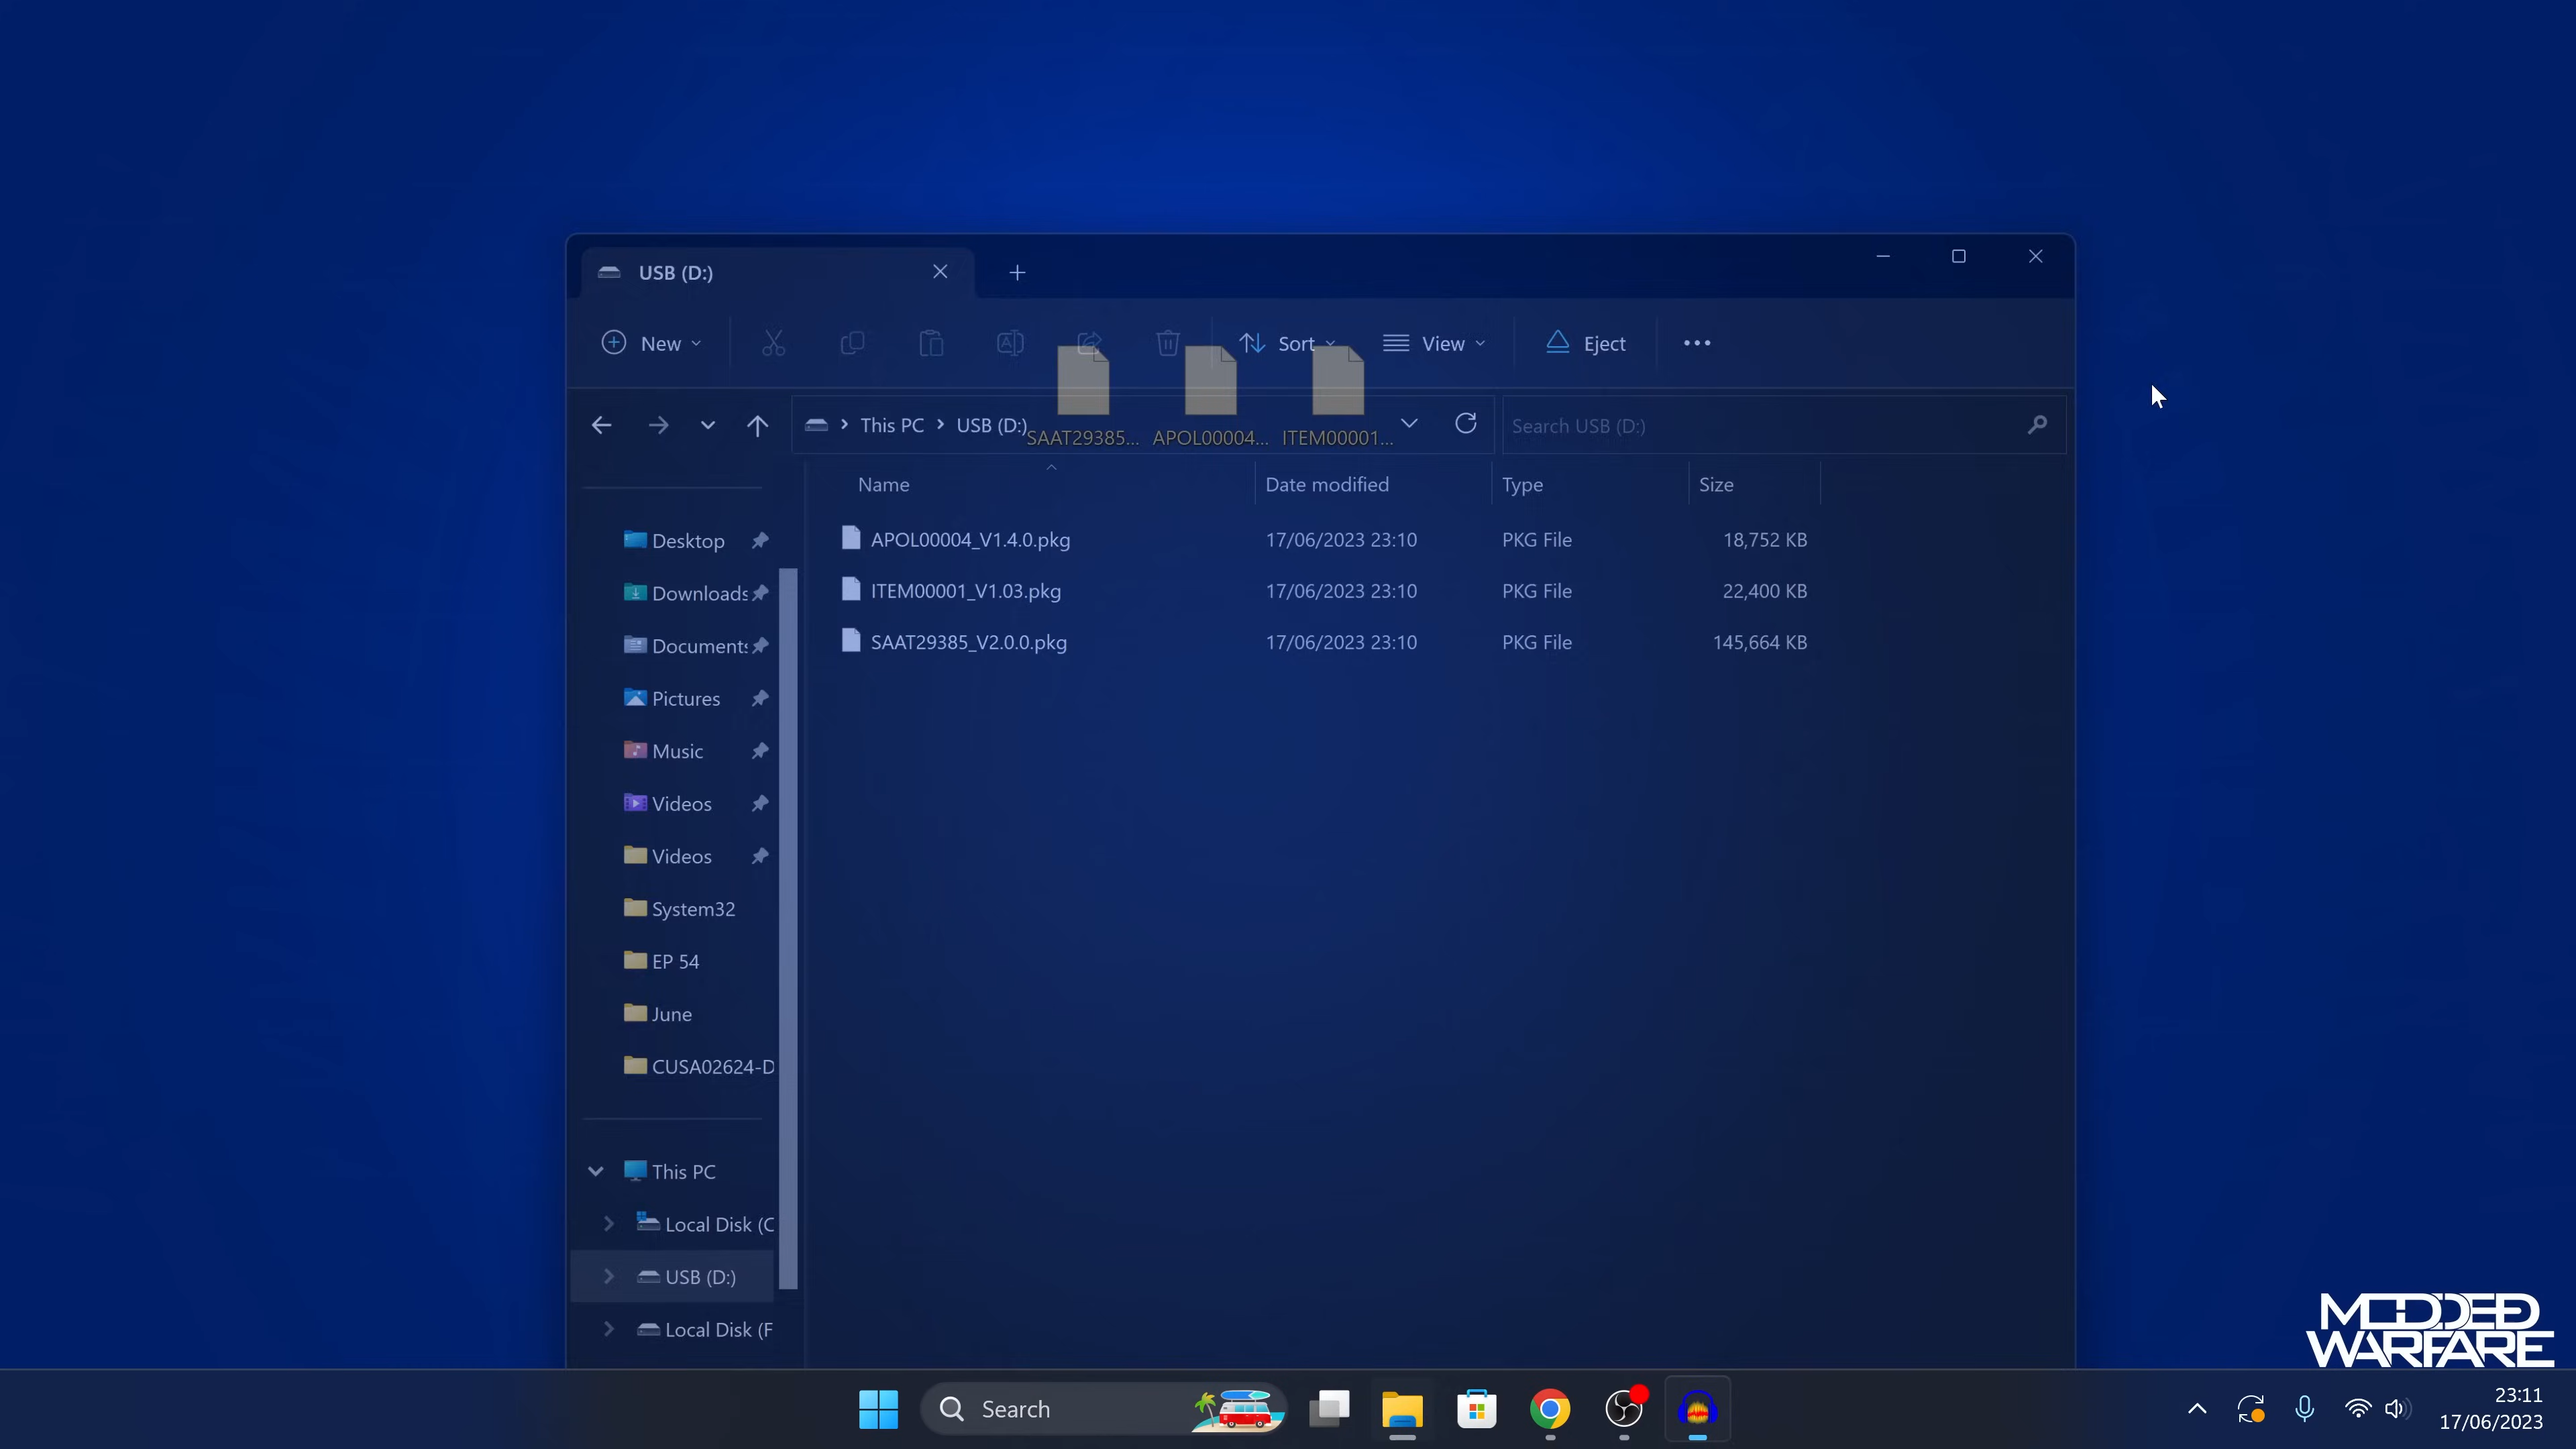 USB (D:)
New
Sort
View
Eject
This PC
USB (D:)
Search USB (D:)
SAAT29385...
APOL00004...
ITEM00001...
Name
Date modified
Type
Size
APOL00004_V1.4.0.pkg
17/06/2023 23:10
PKG File
18,752 KB
ITEM00001_V1.03.pkg
17/06/2023 23:10
PKG File
22,400 KB
SAAT29385_V2.0.0.pkg
17/06/2023 23:10
PKG File
145,664 KB
Desktop
Downloads
Documents
Pictures
Music
Videos
Videos
System32
EP 54
June
CUSA02624-D
This PC
Local Disk (C
USB (D:)
Local Disk (F
MODDED
WARFARE
Search
23:11
17/06/2023